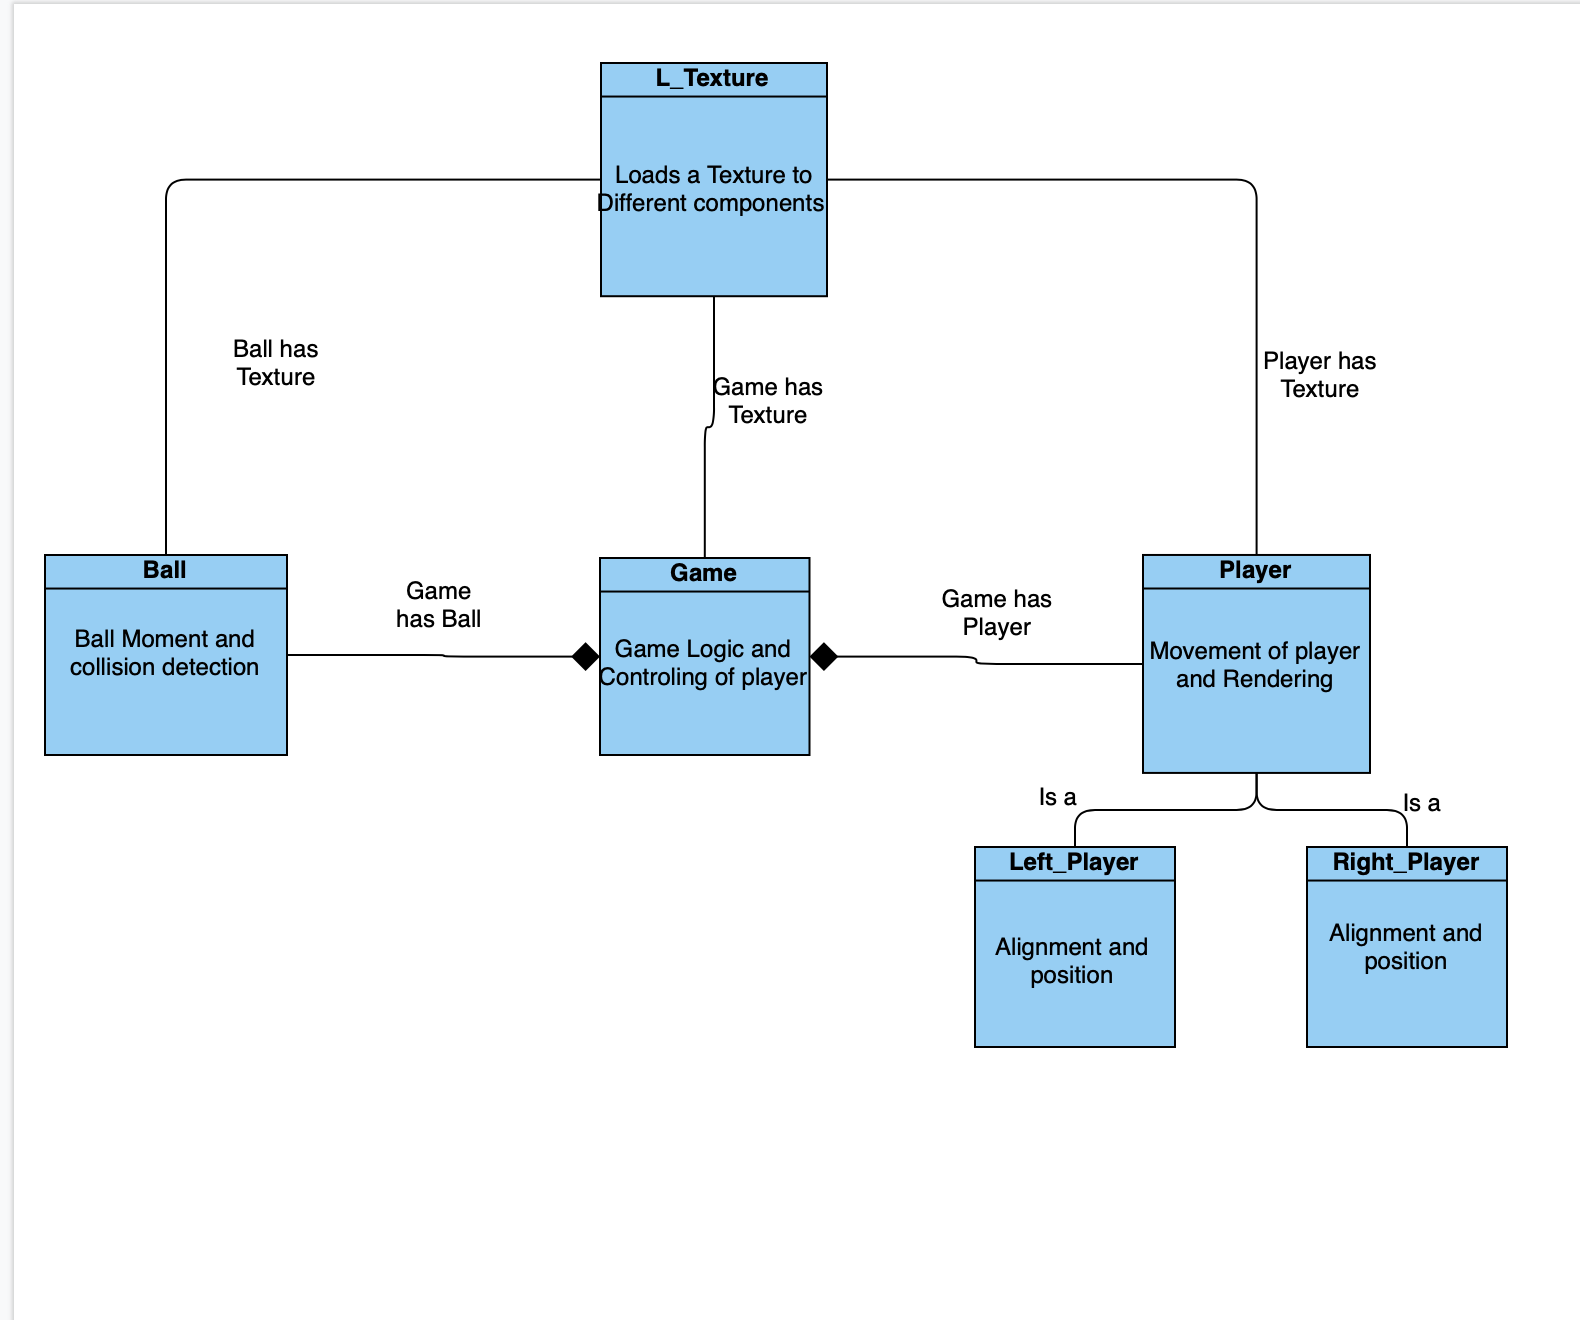 L_Texture
Loads a Texture to
Different components
Ball has
Texture
Game has
Texture
Player has
Texture
Ball
Ball Moment and
collision detection
Game
has Ball
Game
Game Logic and
Controling of player
Game has
Player
Player
Movement of player
and Rendering
Is a
Is a
Left_Player
Alignment and
position
Right_Player
Alignment and
position